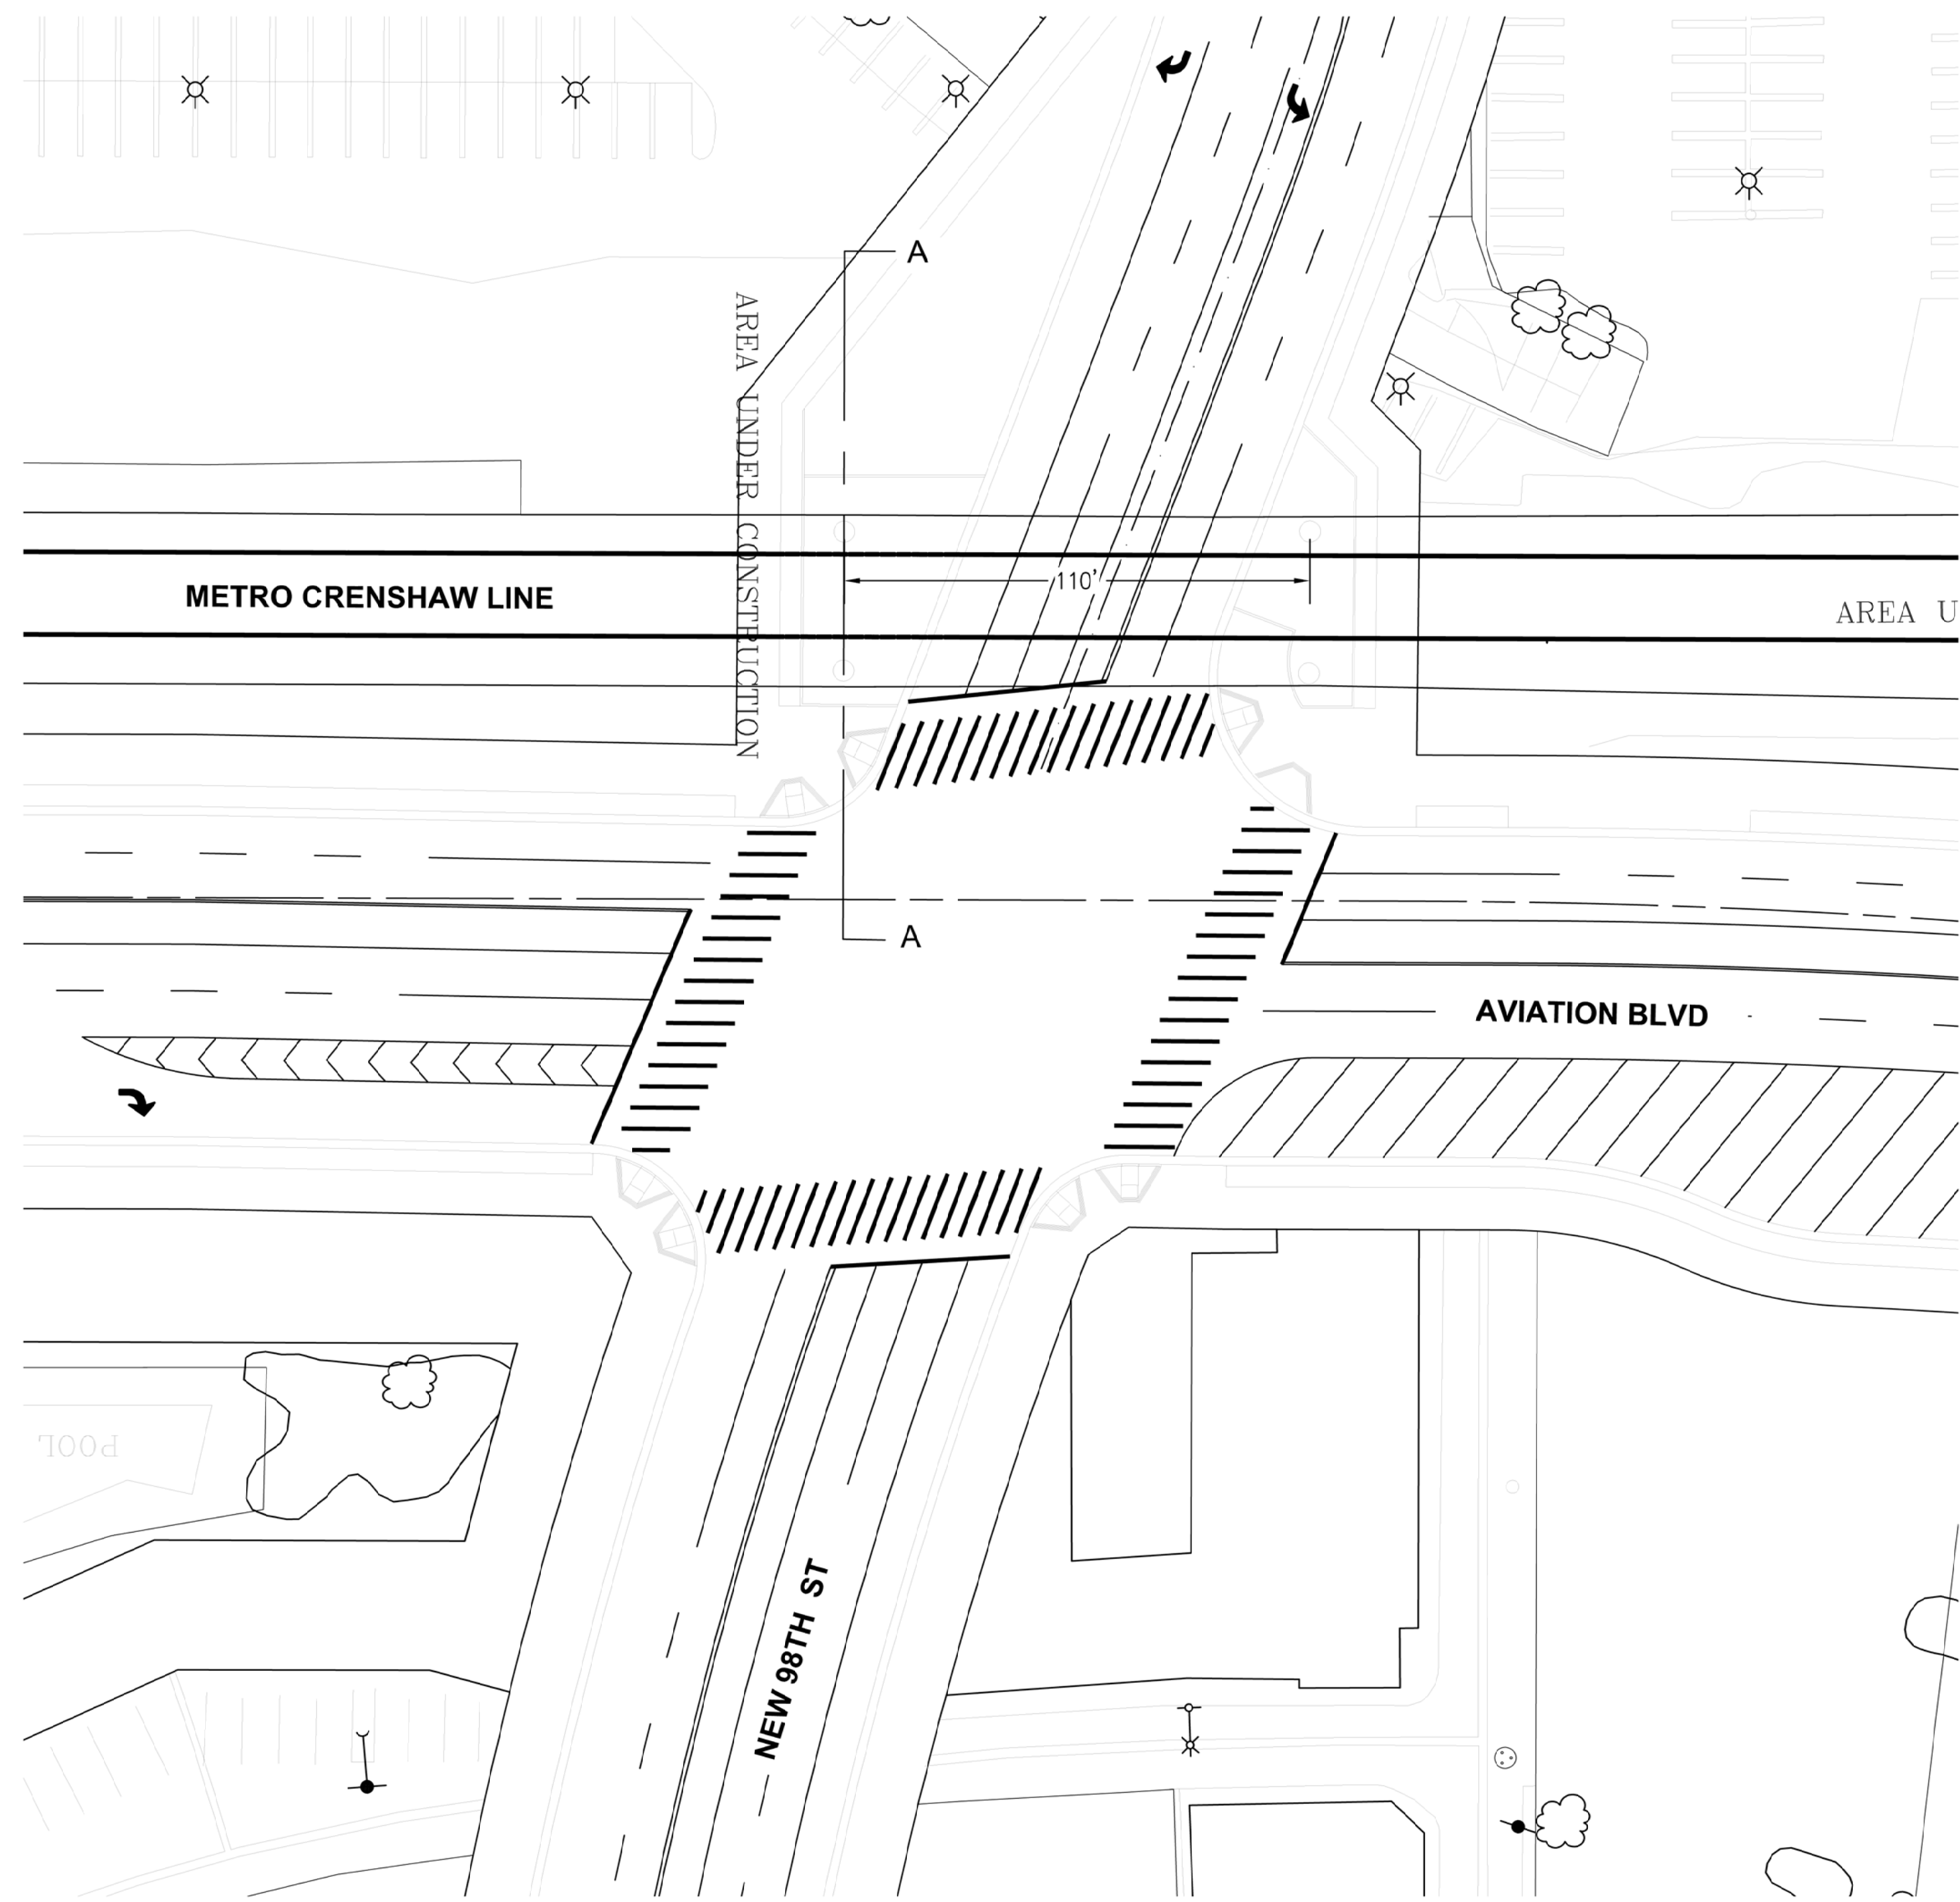 A
AREA UNDER CONSTRUCTION
110'
METRO CRENSHAW LINE
AREA U
A
AVIATION BLVD
POOL
NEW 98TH ST